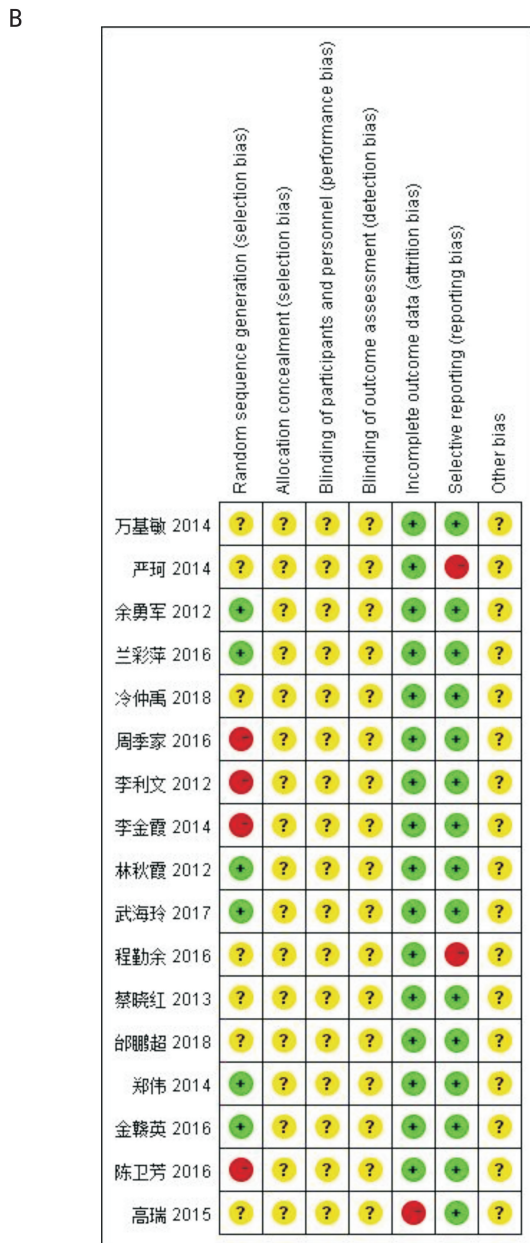 B
Random sequence generation (selection bias)
Allocation concealment (selection bias)
Blinding of participants and personnel (performance bias)
Blinding of outcome assessment (detection bias)
Incomplete outcome data (attrition bias)
Selective reporting (reporting bias)
Other bias
万基敏 2014 ? ? ? ? + + ?
严珂 2014 ? ? ? ? + - ?
余勇军 2012 + ? ? ? + + ?
兰彩萍 2016 + ? ? ? + + ?
冷仲禹 2018 ? ? ? ? + + ?
周季家 2016 - ? ? ? + + ?
李利文 2012 - ? ? ? + + ?
李金霞 2014 - ? ? ? + + ?
林秋霞 2012 + ? ? ? + + ?
武海玲 2017 + ? ? ? + + ?
程勤余 2016 ? ? ? ? + - ?
蔡晓红 2013 ? ? ? ? + + ?
邰鹏超 2018 ? ? ? ? + + ?
郑伟 2014 + ? ? ? + + ?
金赣英 2016 + ? ? ? + + ?
陈卫芳 2016 - ? ? ? + + ?
高瑞 2015 ? ? ? ? - + ?